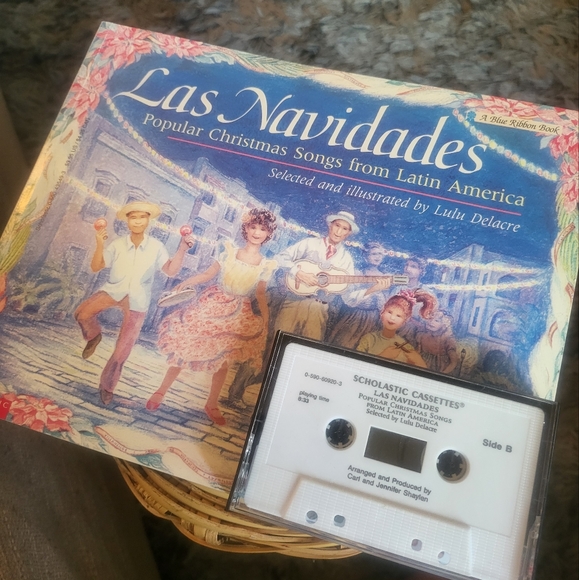 Las Navidades
Popular Christmas Songs from Latin America
Selected and illustrated by Lulu Delacre
A Blue Ribbon Book
SCHOLASTIC CASSETTES®
LAS NAVIDADES
POPULAR CHRISTMAS SONGS
FROM LATIN AMERICA
Selected by Lulu Delacre
playing time
Side B
Arranged and Produced by
Carl and Jennifer Shaylen